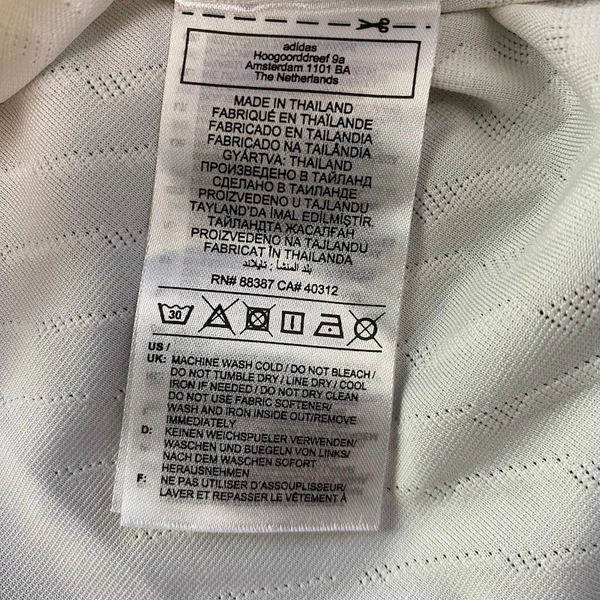 adidas
Hoogoorddreef 9a
Amsterdam 1101 BA
The Netherlands
MADE IN THAILAND
FABRIQUÉ EN THAÏLANDE
FABRICADO EN TAILANDIA
FABRICADO NA TAILÂNDIA
GYÁRTVA: THAILAND
ПРОИЗВЕДЕНО В ТАЙЛАНД
СДЕЛАНО В ТАИЛАНДЕ
PROIZVEDENO U TAJLANDU
TAYLAND'DA İMAL EDİLMİŞTİR.
ТАЙЛАНДТА ЖАСАЛҒАН
PROIZVEDENO NA TAJLANDU
FABRICAT ÎN THAILANDA
بلد المنشأ : تايلاند
RN# 88387 CA# 40312
30
US /
UK: MACHINE WASH COLD / DO NOT BLEACH /
DO NOT TUMBLE DRY / LINE DRY / COOL
IRON IF NEEDED / DO NOT DRY CLEAN
DO NOT USE FABRIC SOFTENER/
WASH AND IRON INSIDE OUT/REMOVE
IMMEDIATELY
D: KEINEN WEICHSPUELER VERWENDEN/
WASCHEN UND BUEGELN VON LINKS/
NACH DEM WASCHEN SOFORT
HERAUSNEHMEN
F: NE PAS UTILISER D'ASSOUPLISSEUR/
LAVER ET REPASSER LE VÊTEMENT À